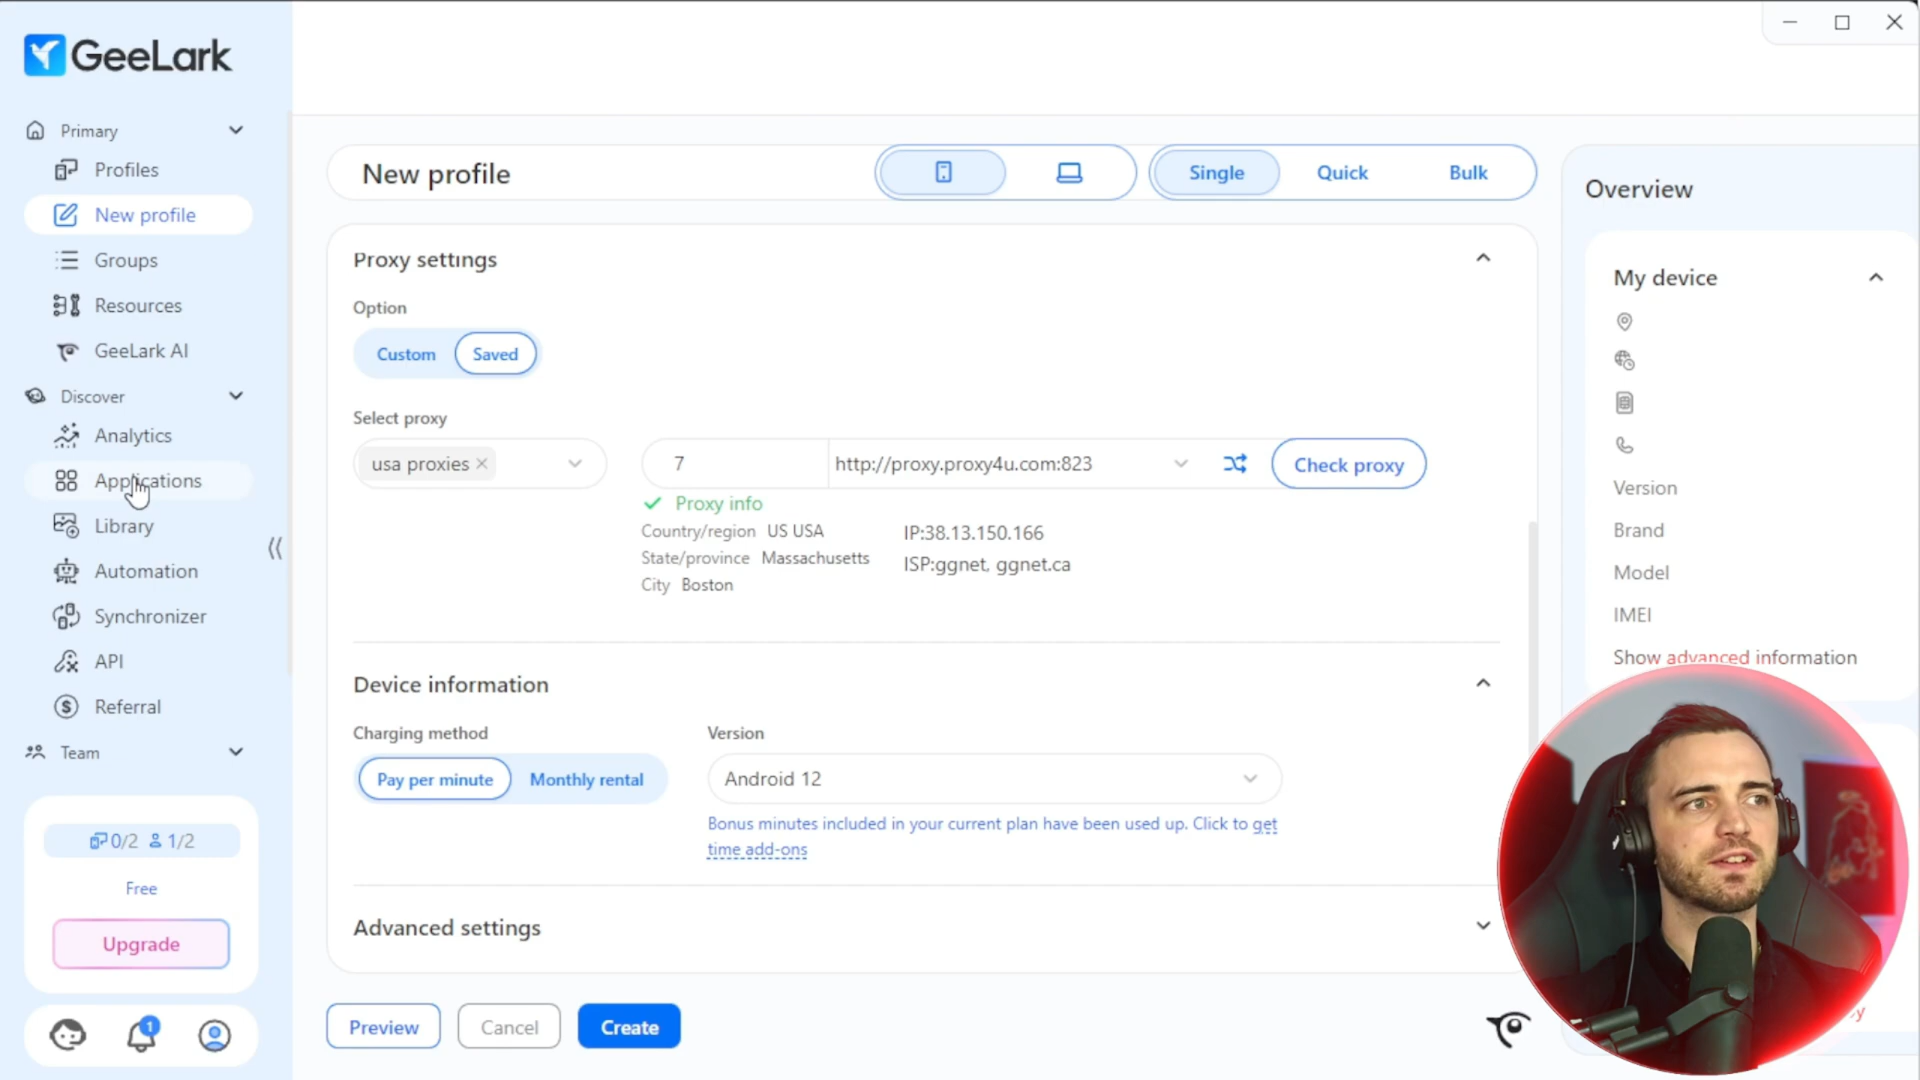 GeeLark
Primary
Profiles
New profile
Groups
Resources
GeeLark AI
Discover
Analytics
Applications
Library
Automation
Synchronizer
API
Referral
Team
0/2 1/2
Free
Upgrade
1
New profile
Single Quick Bulk
Proxy settings
Option
Custom Saved
Select proxy
usa proxies
7 http://proxy.proxy4u.com:823
Check proxy
Proxy info
Country/region US USA
State/province Massachusetts
City Boston
IP:38.13.150.166
ISP:ggnet, ggnet.ca
Device information
Charging method
Pay per minute Monthly rental
Version
Android 12
Bonus minutes included in your current plan have been used up. Click to get
time add-ons
Advanced settings
Preview Cancel Create
Overview
My device
Version
Brand
Model
IMEI
Show advanced information